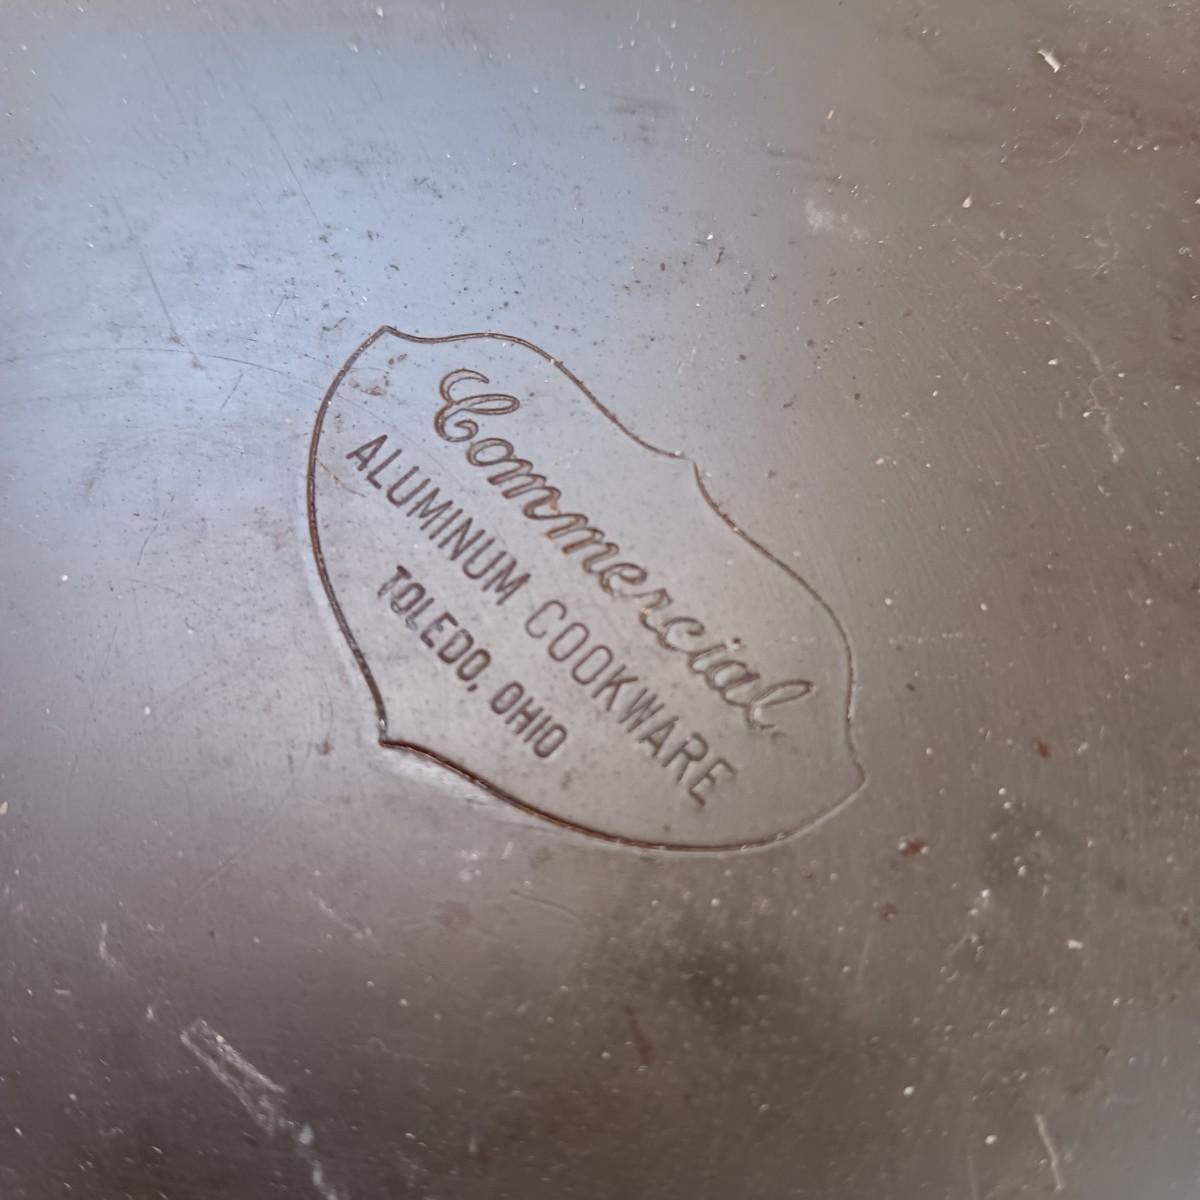 Commercial
ALUMINUM COOKWARE
TOLEDO, OHIO